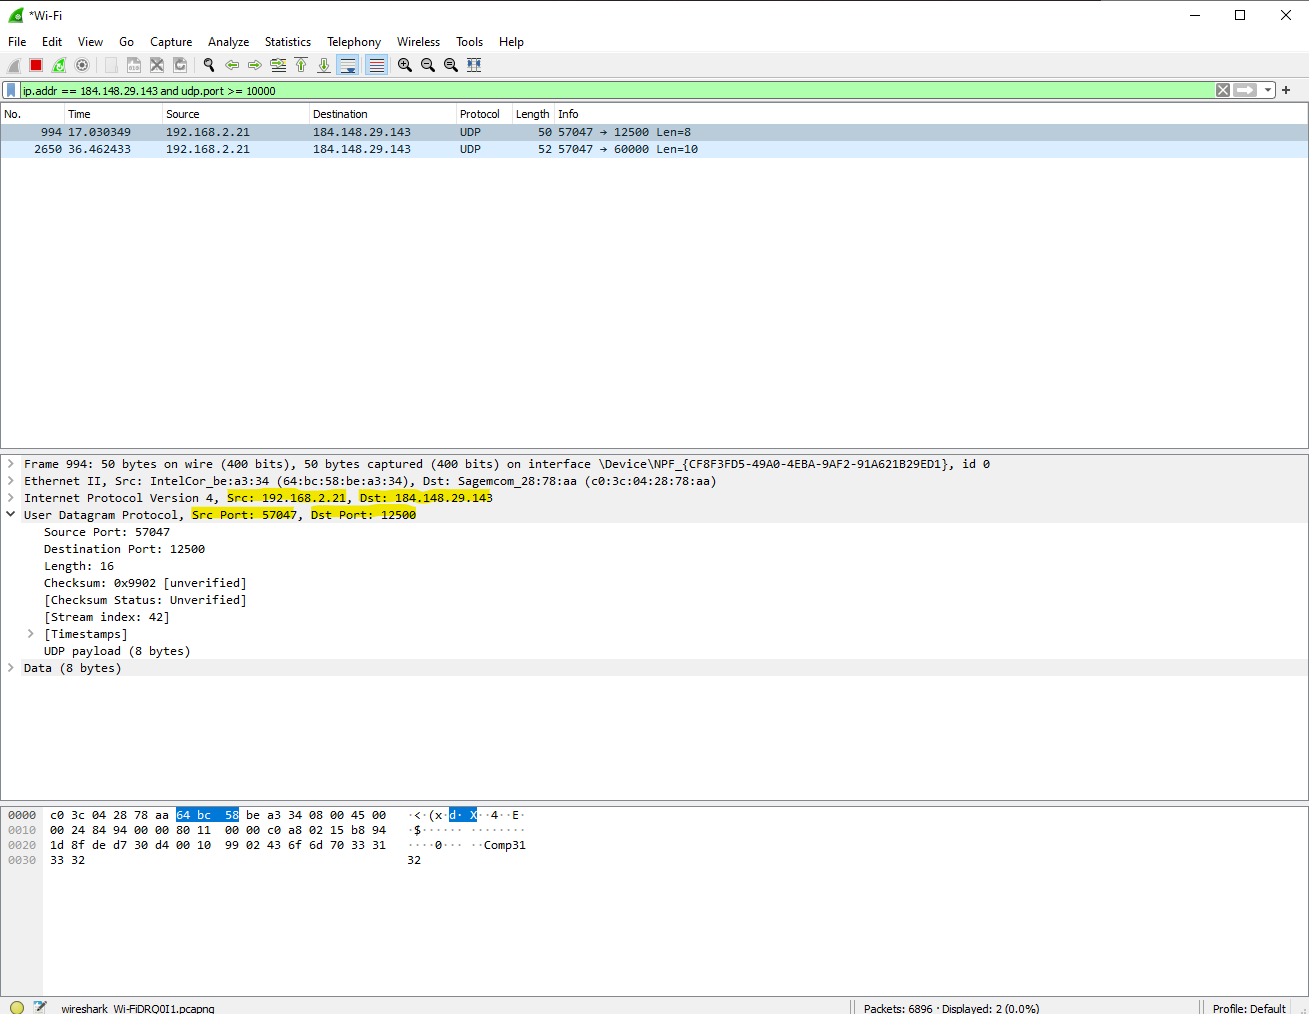 *Wi-Fi
File Edit View Go Capture Analyze Statistics Telephony Wireless Tools Help
ip.addr == 184.148.29.143 and udp.port >= 10000
No. Time Source Destination Protocol Length Info
994 17.030349 192.168.2.21 184.148.29.143 UDP 50 57047 → 12500 Len=8
2650 36.462433 192.168.2.21 184.148.29.143 UDP 52 57047 → 60000 Len=10
Frame 994: 50 bytes on wire (400 bits), 50 bytes captured (400 bits) on interface \Device\NPF_{CF8F3FD5-49A0-4EBA-9AF2-91A621B29ED1}, id 0
Ethernet II, Src: IntelCor_be:a3:34 (64:bc:58:be:a3:34), Dst: Sagemcom_28:78:aa (c0:3c:04:28:78:aa)
Internet Protocol Version 4, Src: 192.168.2.21, Dst: 184.148.29.143
User Datagram Protocol, Src Port: 57047, Dst Port: 12500
Source Port: 57047
Destination Port: 12500
Length: 16
Checksum: 0x9902 [unverified]
[Checksum Status: Unverified]
[Stream index: 42]
[Timestamps]
UDP payload (8 bytes)
Data (8 bytes)
0000 c0 3c 04 28 78 aa 64 bc 58 be a3 34 08 00 45 00 ·<·(x·d· X··4··E·
0010 00 24 84 94 00 00 80 11 00 00 c0 a8 02 15 b8 94 ·$······ ········
0020 1d 8f de d7 30 d4 00 10 99 02 43 6f 6d 70 33 31 ····0··· ··Comp31
0030 33 32 32
wireshark_Wi-FiDRQ0I1.pcapng Packets: 6896 · Displayed: 2 (0.0%) Profile: Default